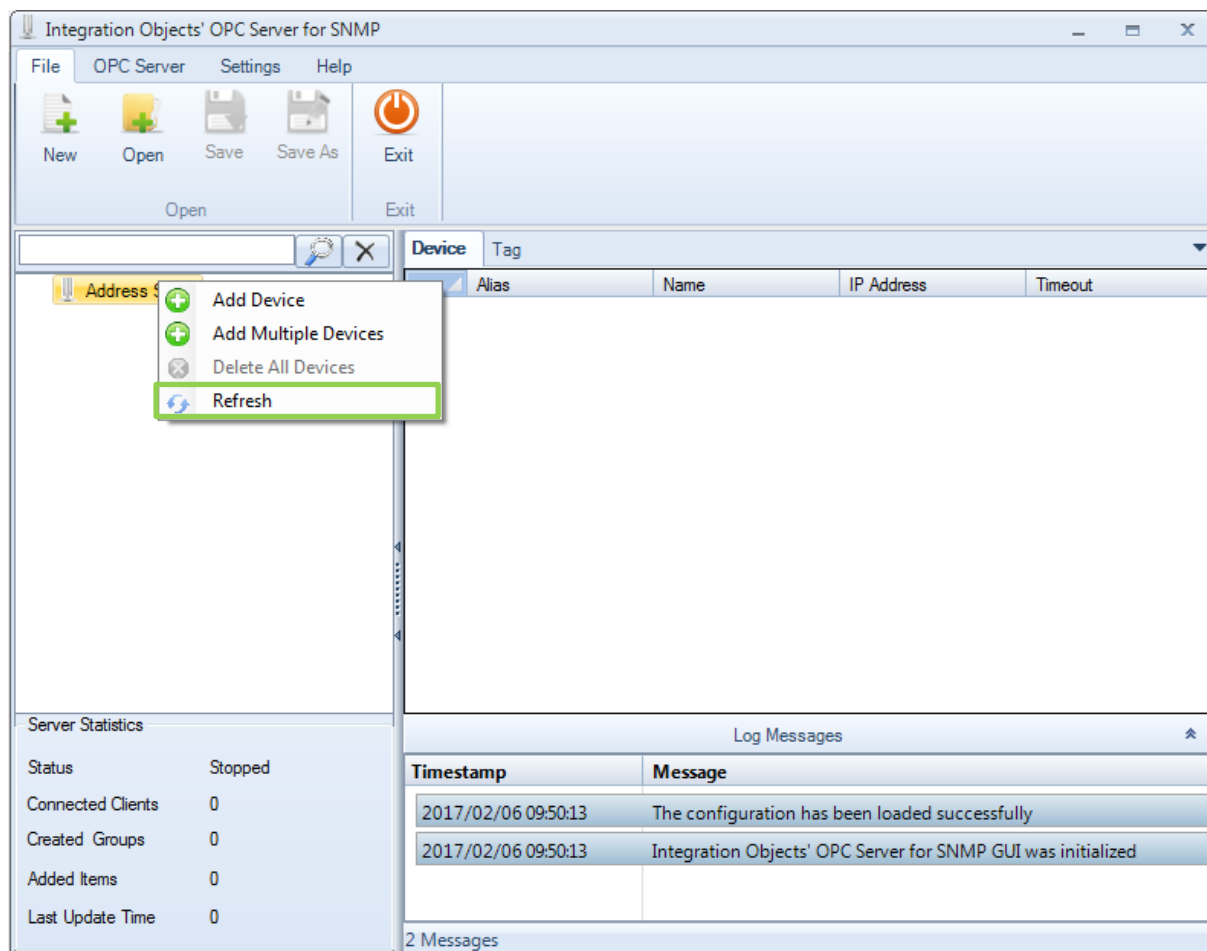 Integration Objects' OPC Server for SNMP
File OPC Server Settings Help
New Open Save Save As Exit
Open Exit
Device Tag
Address S
Alias Name IP Address Timeout
Add Device
Add Multiple Devices
Delete All Devices
Refresh
Server Statistics
Status Stopped
Connected Clients 0
Created Groups 0
Added Items 0
Last Update Time 0
Log Messages
Timestamp Message
2017/02/06 09:50:13 The configuration has been loaded successfully
2017/02/06 09:50:13 Integration Objects' OPC Server for SNMP GUI was initialized
2 Messages